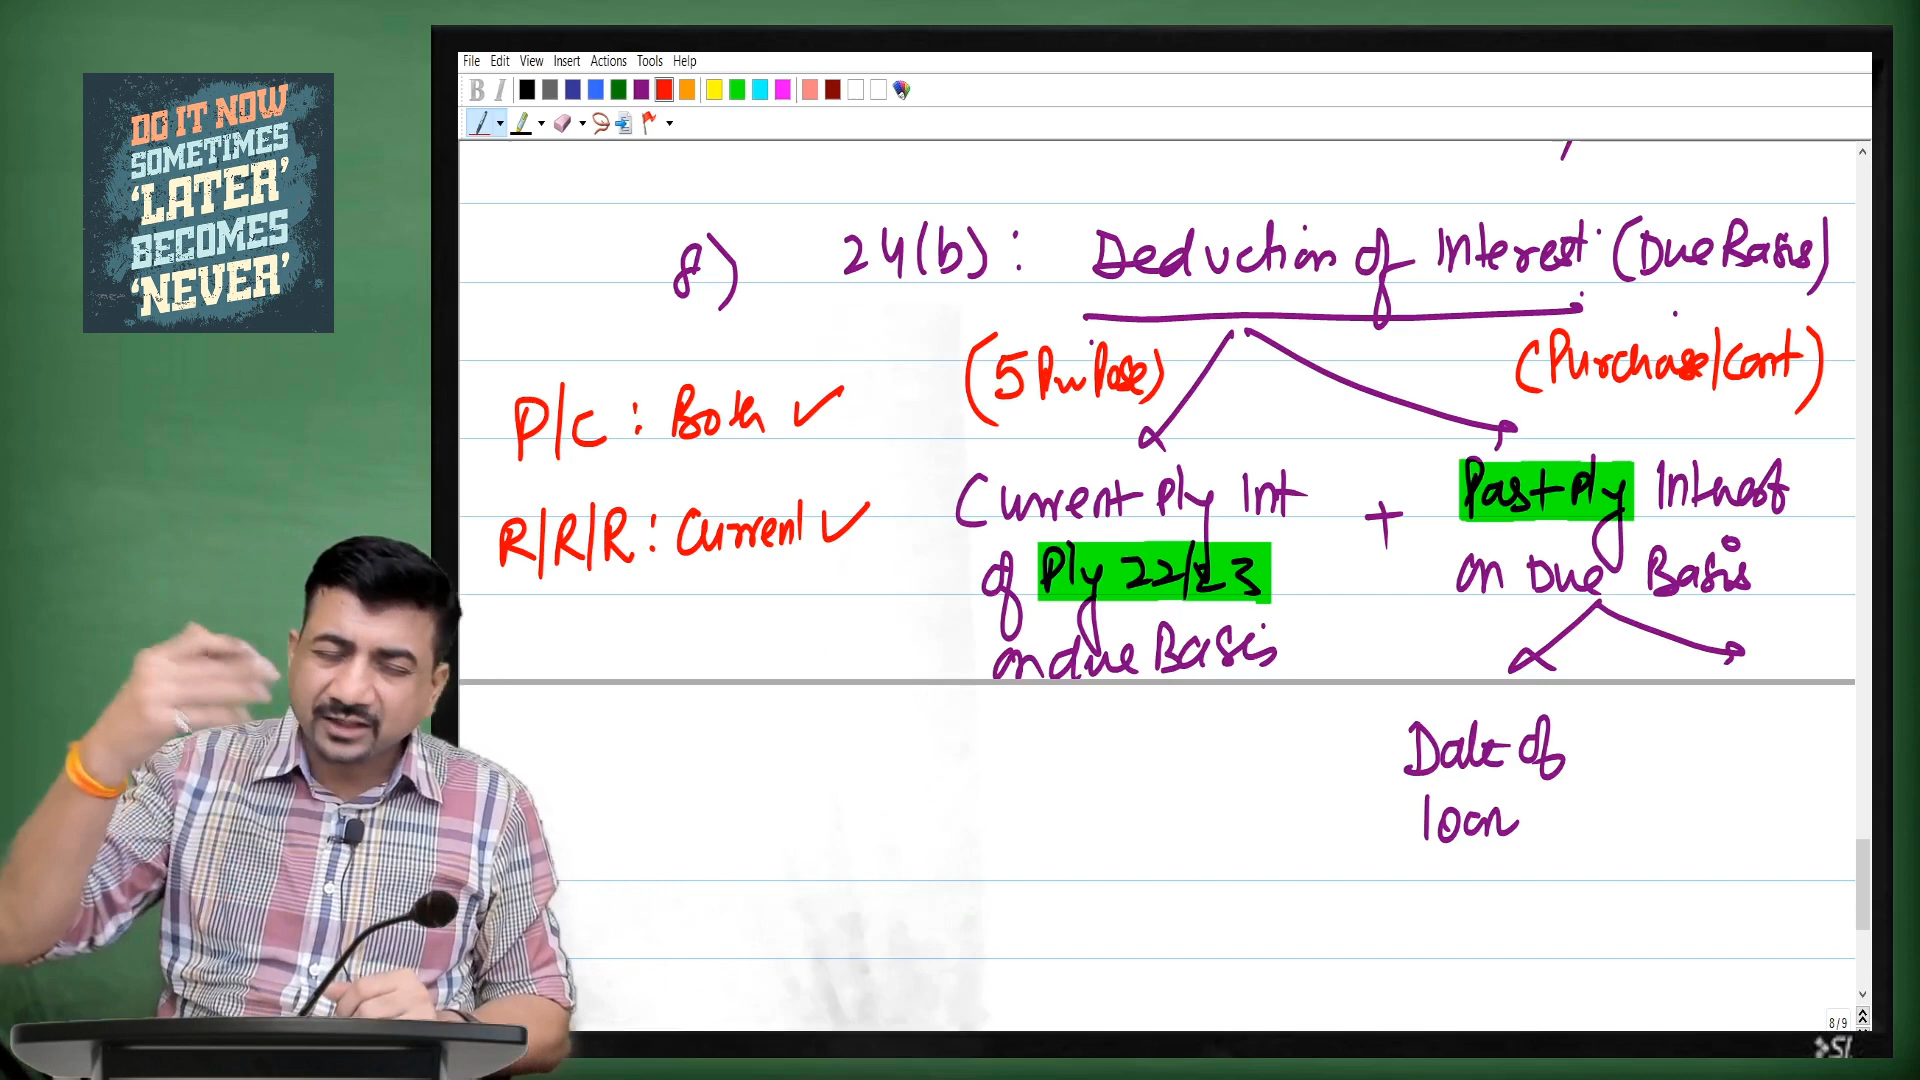 DO IT NOW
SOMETIMES
‘LATER’
BECOMES
‘NEVER’
File Edit View Insert Actions Tools Help
B I
8) 24(b) : Deduction of Interest (Due Basis)
(5 Purpose) (Purchase/Const)
P/C : Both ✓
R/R/R : Current ✓
Current Ply Int + Past Ply Interest
of Ply 22/23 on Due Basis
on due Basis
Date of
loan
8/9